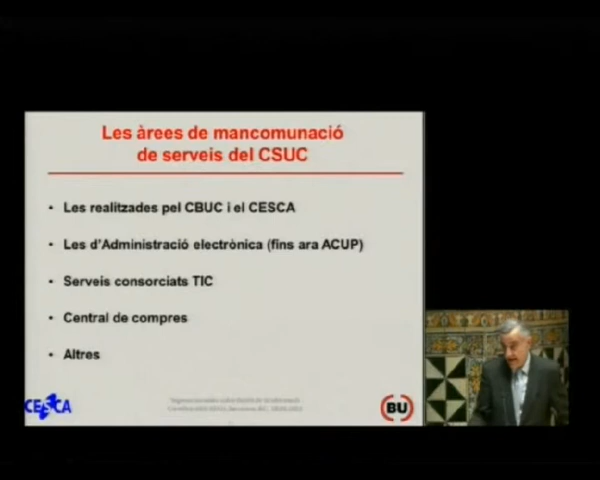 Les àrees de mancomunació
de serveis del CSUC
• Les realitzades pel CBUC i el CESCA
• Les d'Administració electrònica (fins ara ACUP)
• Serveis consorciats TIC
• Central de compres
• Altres
CESCA
BU